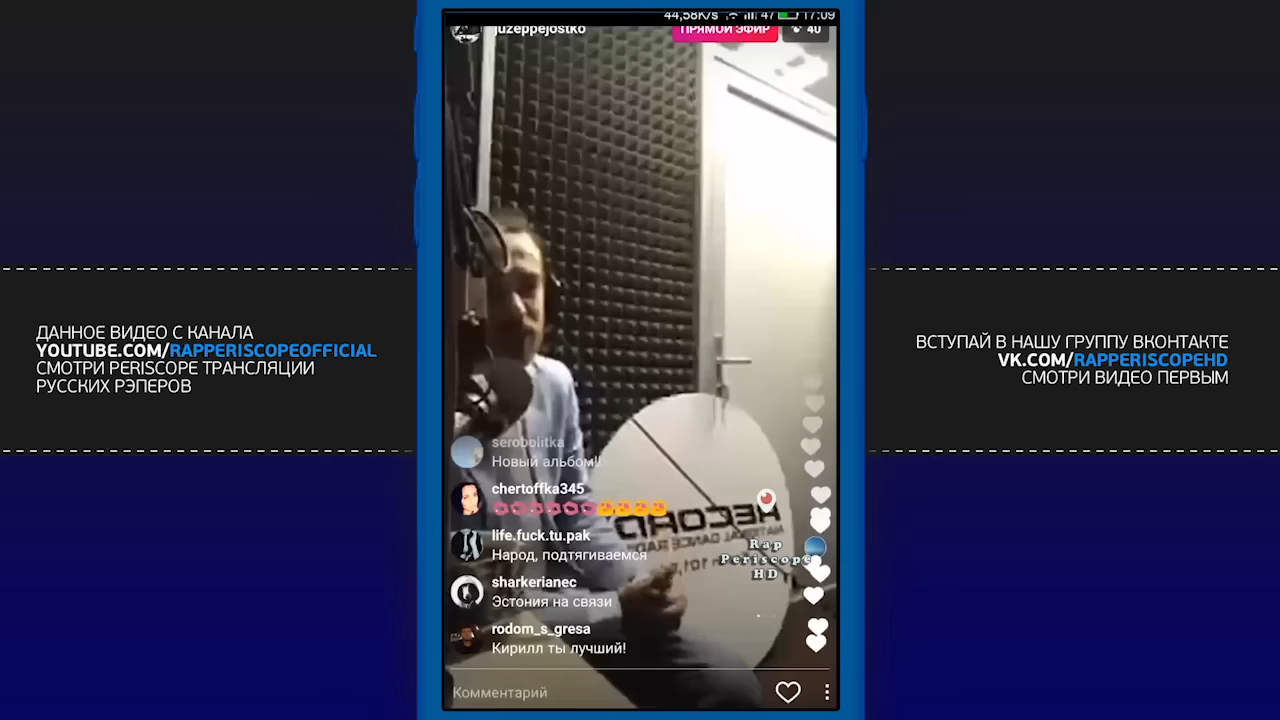 44,58K/s 47 17:09
juzeppejostko
ПРЯМОЙ ЭФИР
40
ДАННОЕ ВИДЕО С КАНАЛА
YOUTUBE.COM/RAPPERISCOPEOFFICIAL
СМОТРИ PERISCOPE ТРАНСЛЯЦИИ
РУССКИХ РЭПЕРОВ
ВСТУПАЙ В НАШУ ГРУППУ ВКОНТАКТЕ
VK.COM/RAPPERISCOPEHD
СМОТРИ ВИДЕО ПЕРВЫМ
serobolitka
Новый альбом!!
chertoffka345
life.fuck.tu.pak
Народ, подтягиваемся
sharkerianec
Эстония на связи
rodom_s_gresa
Кирилл ты лучший!
RECORD
Rap
Periscope
HD
Комментарий